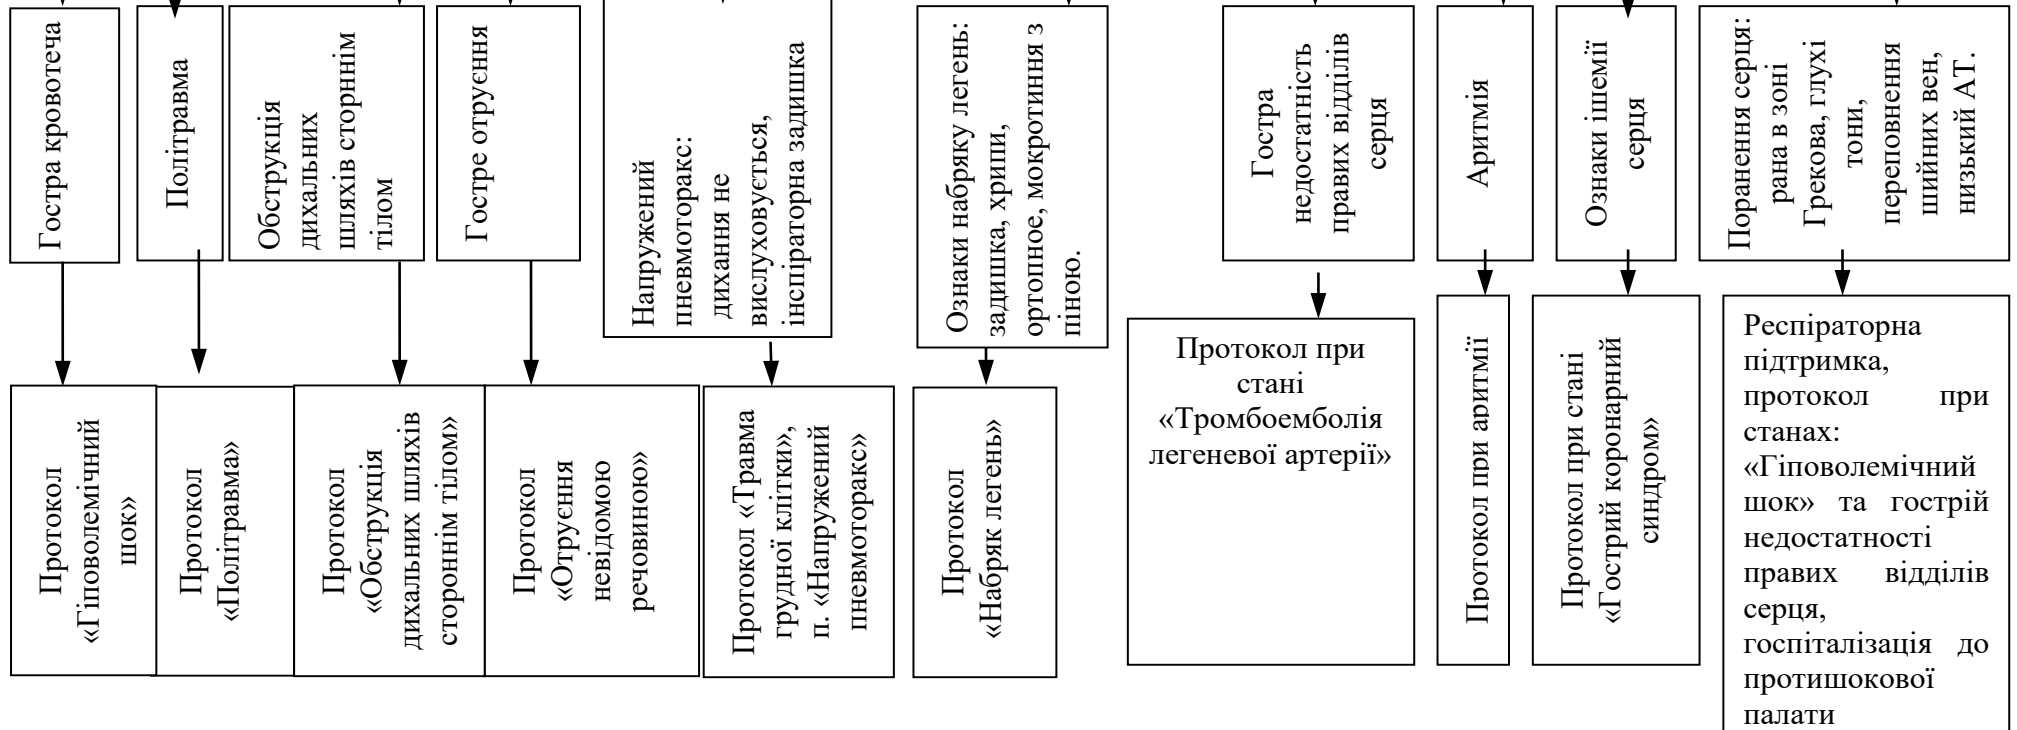 Гостра кровотеча
Політравма
Обструкція
дихальних
шляхів сторннім
тілом
Гостре отруєння
Напружений
пневмоторакс:
дихання не
вислуховується,
інспіраторна задишка
Ознаки набряку легень:
задишка, хрипи,
ортопное, мокротиння з
піною.
Гостра
недостатність
правих відділів
серця
Аритмія
Ознаки ішемії
серця
Поранення серця:
рана в зоні
Грекова, глухі
тони,
переповнення
шийних вен,
низький АТ.
Протокол
«Гіповолемічний
шок»
Протокол
«Політравма»
Протокол
«Обструкція
дихальних шляхів
стороннім тілом»
Протокол
«Отруєння
невідомою
речовиною»
Протокол «Травма
грудної клітки»,
п. «Напружений
пневмоторакс»
Протокол
«Набряк легень»
Протокол при
стані
«Тромбоемболія
легеневої артерії»
Протокол при аритмії
Протокол при стані
«Гострий коронарний
синдром»
Респіраторна
підтримка,
протокол при
станах:
«Гіповолемічний
шок» та гострій
недостатності
правих відділів
серця,
госпіталізація до
протишокової
палати